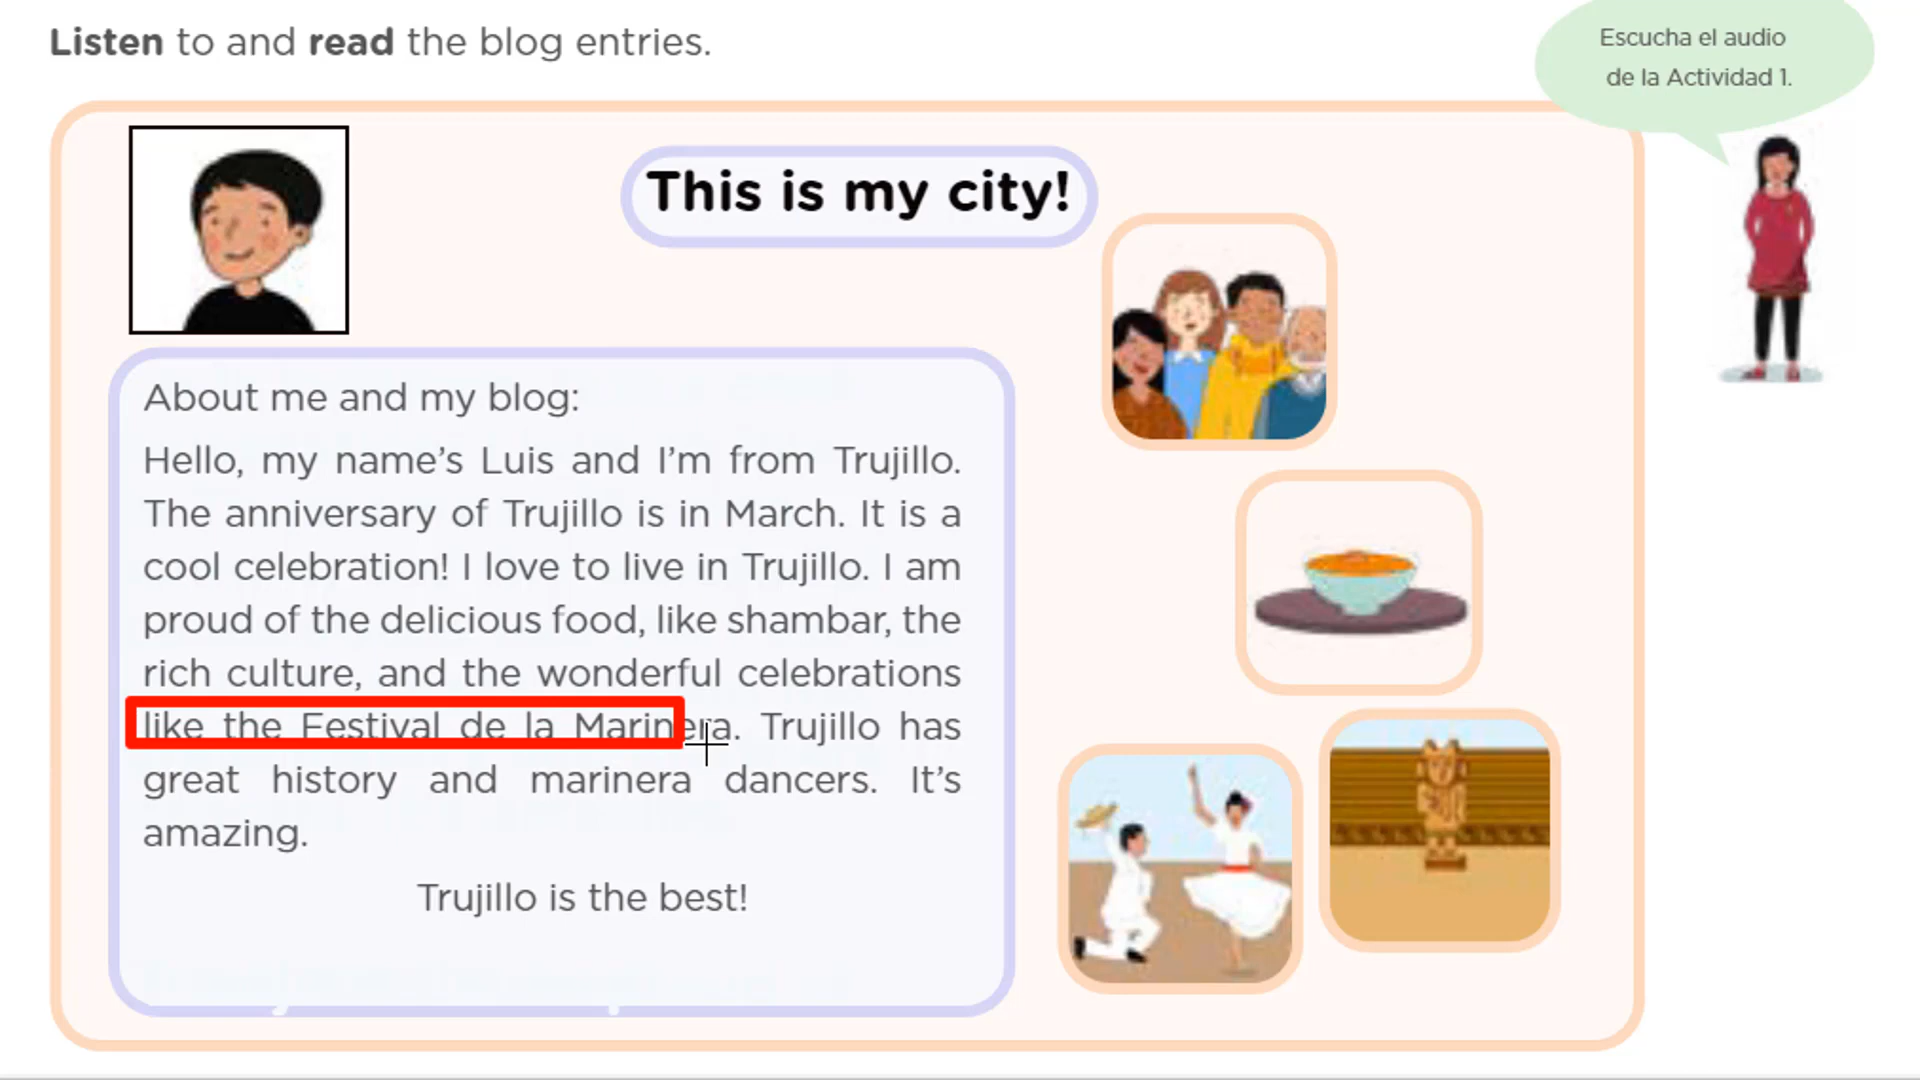 Listen to and read the blog entries.
Escucha el audio
de la Actividad 1.
This is my city!
About me and my blog:
Hello, my name’s Luis and I’m from Trujillo.
The anniversary of Trujillo is in March. It is a
cool celebration! I love to live in Trujillo. I am
proud of the delicious food, like shambar, the
rich culture, and the wonderful celebrations
like the Festival de la Marinera. Trujillo has
great history and marinera dancers. It’s
amazing.
Trujillo is the best!